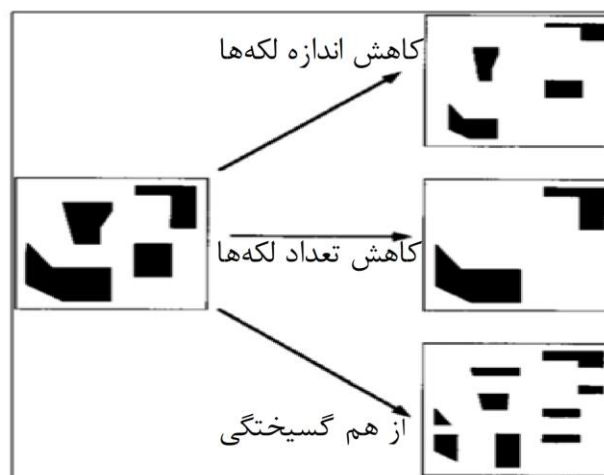 کاهش اندازه لکه‌ها
کاهش تعداد لکه‌ها
از هم گسیختگی